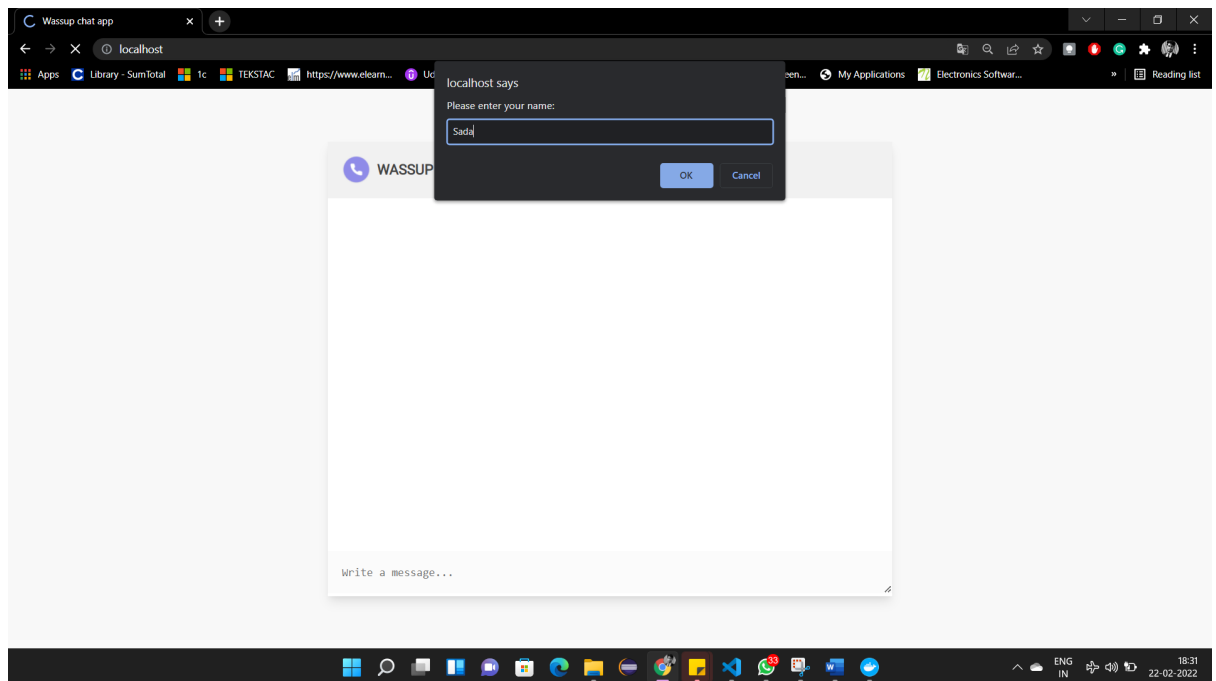 Wassup chat app
localhost
Apps Library - SumTotal 1c TEKSTAC https://www.elearn... Ud een... My Applications Electronics Softwar... » Reading list
localhost says
Please enter your name:
Sada
OK Cancel
WASSUP
Write a message...
33
ENG 18:31
IN 22-02-2022